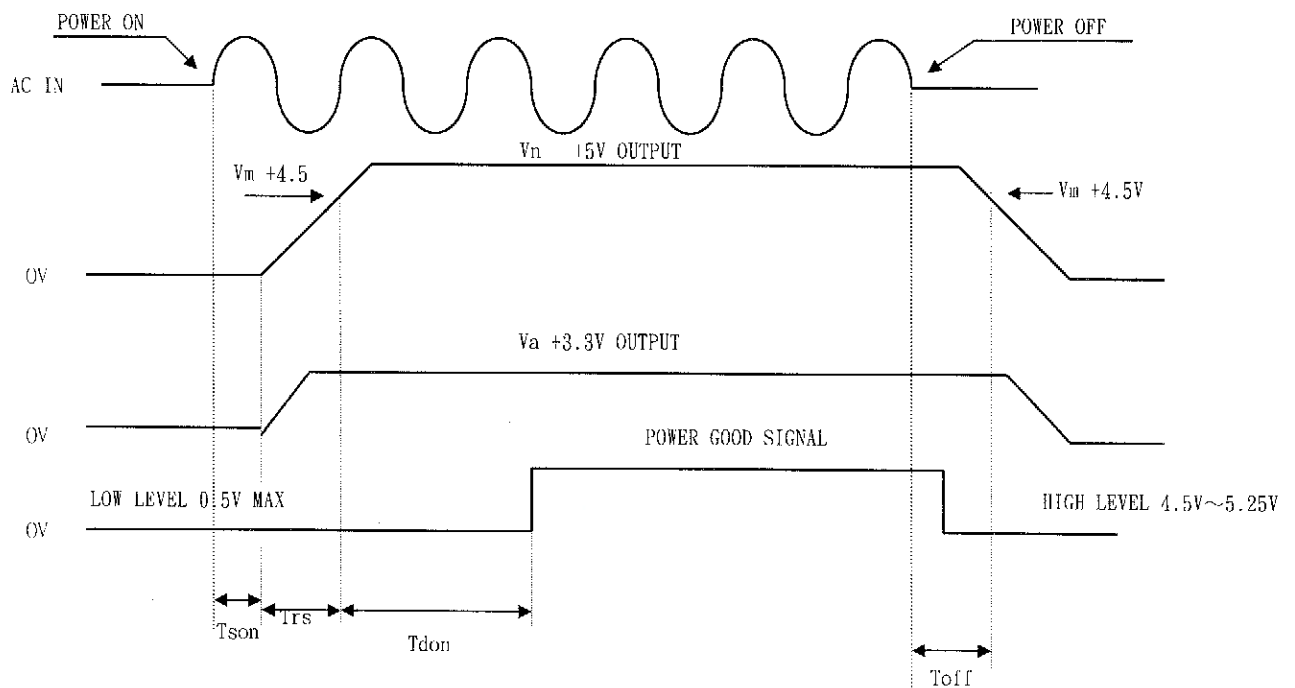 POWER ON
POWER OFF
AC IN
Vn +5V OUTPUT
Vm +4.5
Vm +4.5V
0V
Va +3.3V OUTPUT
0V
POWER GOOD SIGNAL
LOW LEVEL 0.5V MAX
HIGH LEVEL 4.5V～5.25V
0V
Tson
Trs
Tdon
Toff